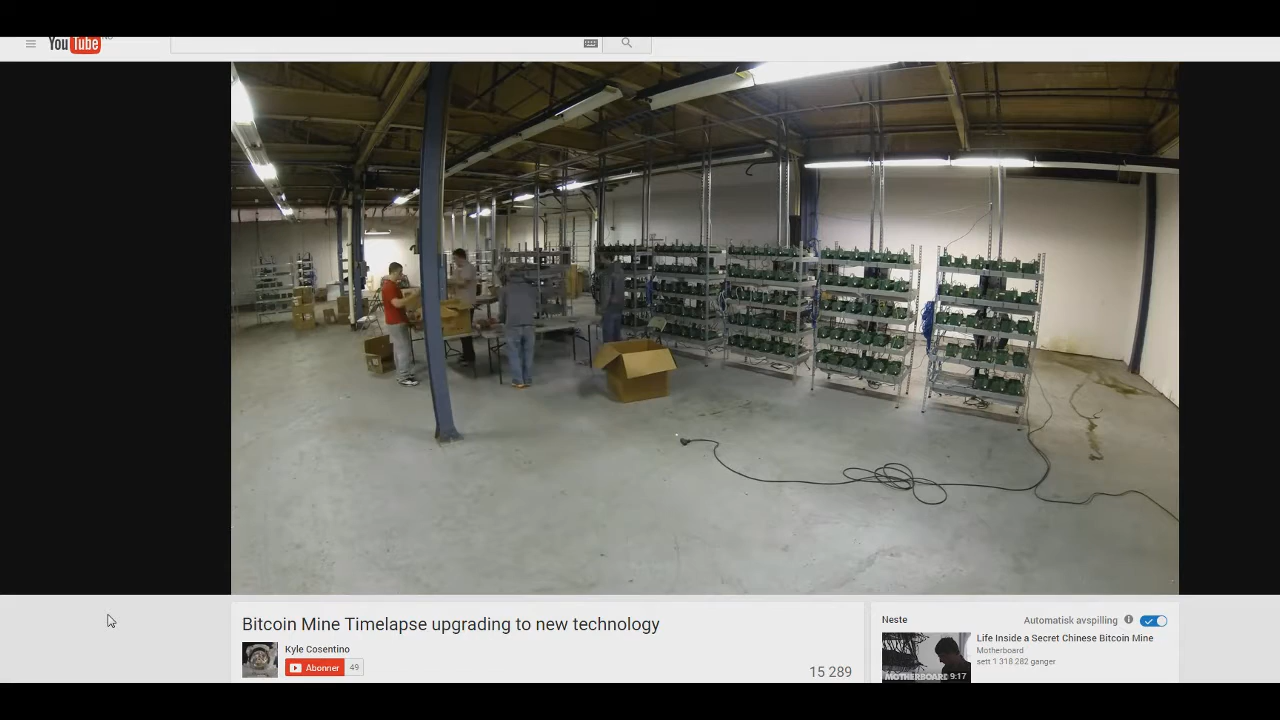 YouTube
Bitcoin Mine Timelapse upgrading to new technology
Kyle Cosentino
Abonner 49
15 289
Neste
Automatisk avspilling
Life Inside a Secret Chinese Bitcoin Mine
Motherboard
sett 1 318 282 ganger
MOTHERBOARD 9:17